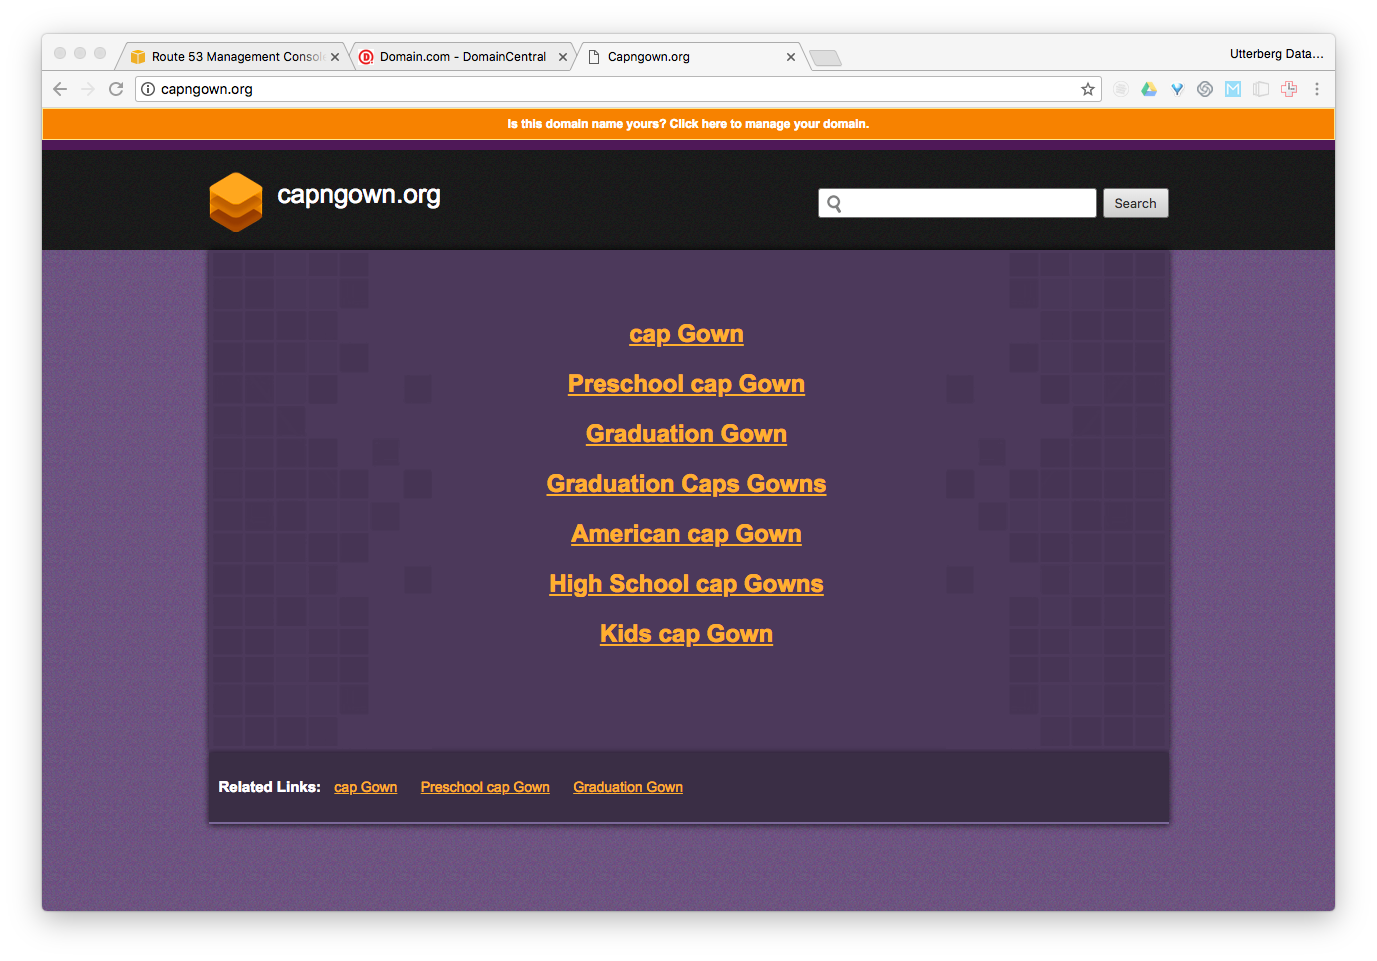 Route 53 Management Console
Domain.com - DomainCentral
Capngown.org
Utterberg Data...
capngown.org
Is this domain name yours? Click here to manage your domain.
capngown.org
Search
cap Gown
Preschool cap Gown
Graduation Gown
Graduation Caps Gowns
American cap Gown
High School cap Gowns
Kids cap Gown
Related Links: cap Gown Preschool cap Gown Graduation Gown